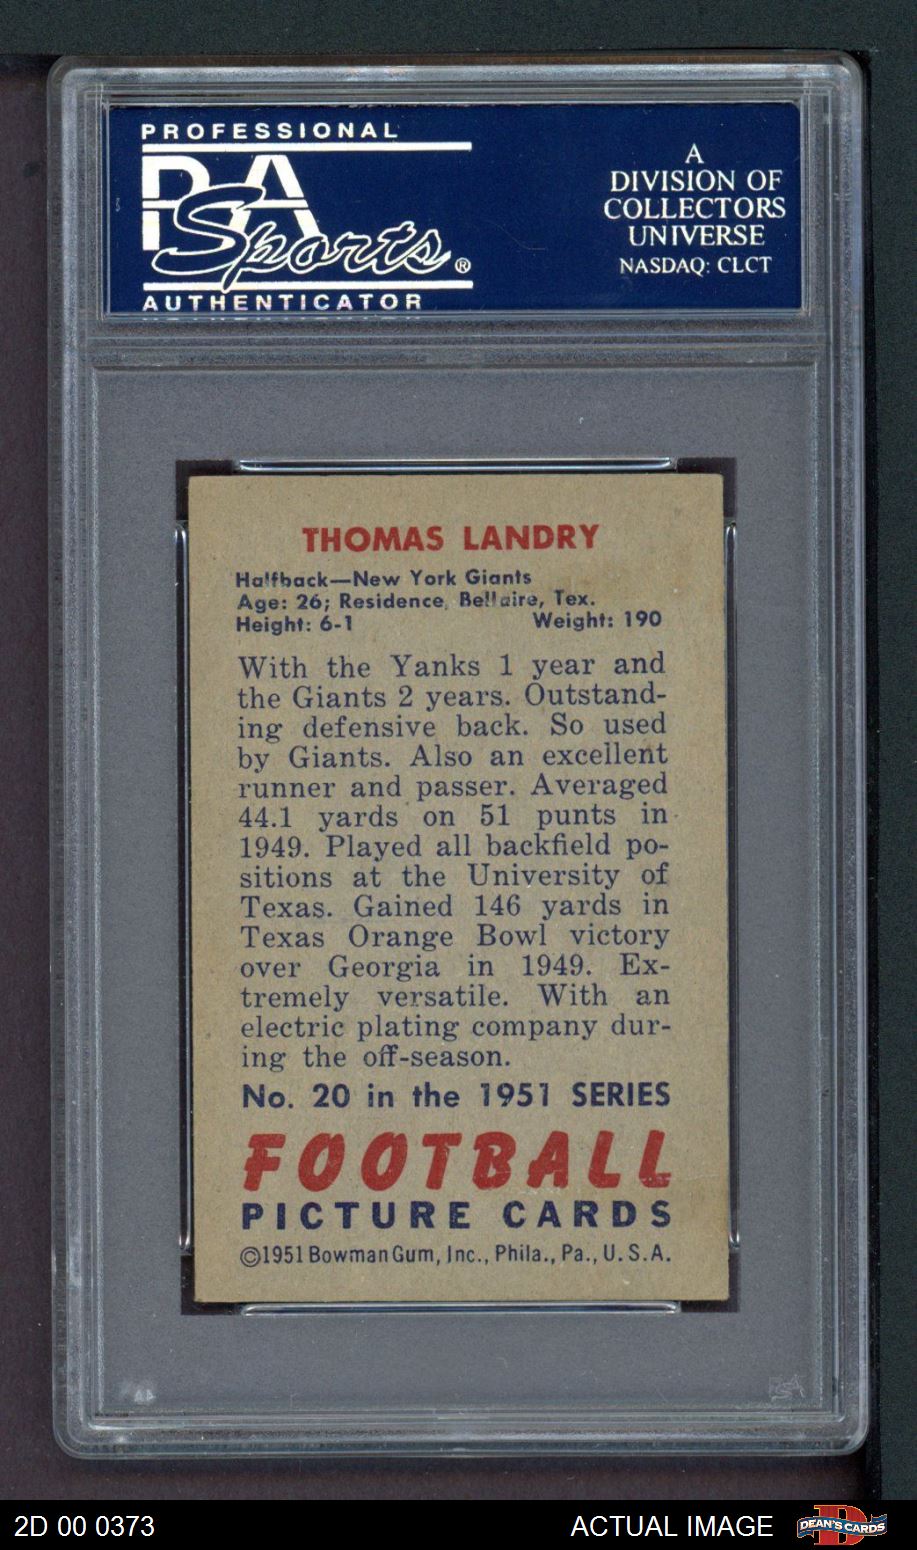 PROFESSIONAL
PSA
Sports®
AUTHENTICATOR
A
DIVISION OF
COLLECTORS
UNIVERSE
NASDAQ: CLCT
THOMAS LANDRY
Halfback—New York Giants
Age: 26; Residence, Bellaire, Tex.
Height: 6-1 Weight: 190
With the Yanks 1 year and
the Giants 2 years. Outstand-
ing defensive back. So used
by Giants. Also an excellent
runner and passer. Averaged
44.1 yards on 51 punts in
1949. Played all backfield po-
sitions at the University of
Texas. Gained 146 yards in
Texas Orange Bowl victory
over Georgia in 1949. Ex-
tremely versatile. With an
electric plating company dur-
ing the off-season.
No. 20 in the 1951 SERIES
FOOTBALL
PICTURE CARDS
©1951 Bowman Gum, Inc., Phila., Pa., U.S.A.
2D 00 0373
ACTUAL IMAGE
DEAN'S CARDS